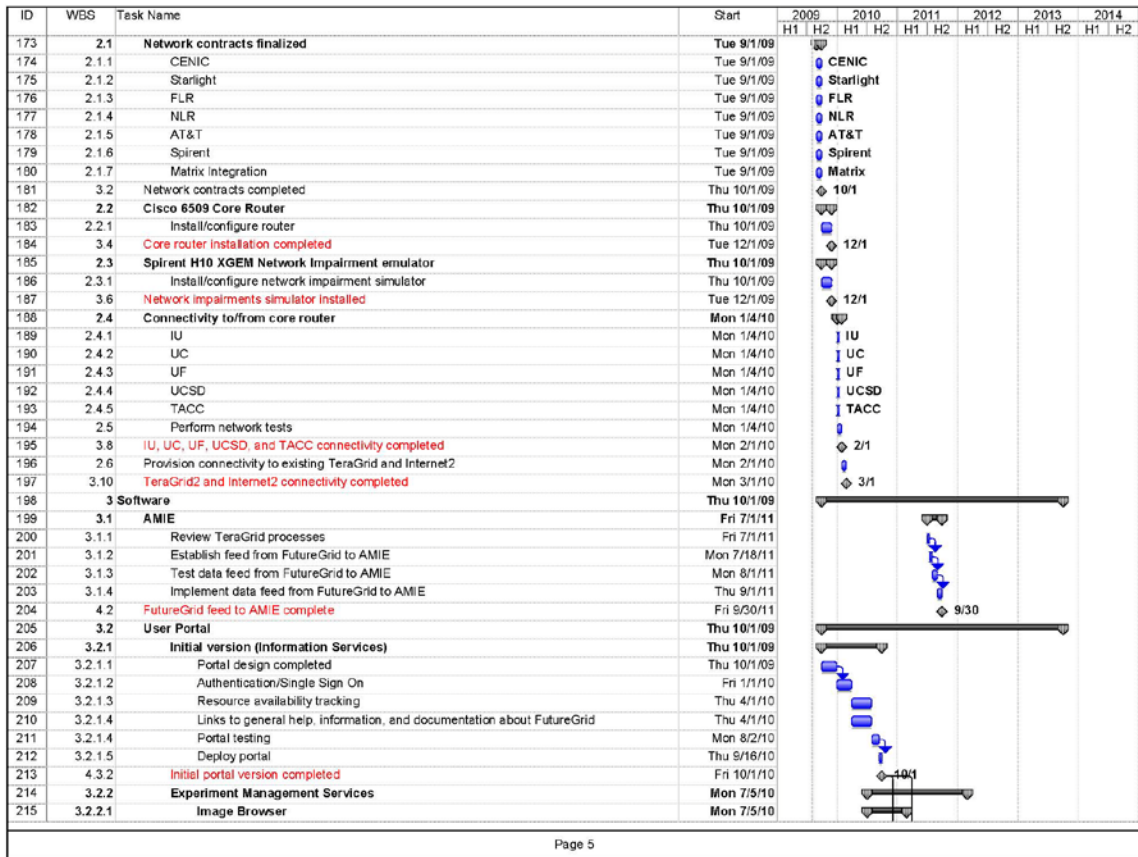 ID WBS Task Name Start 2009 2010 2011 2012 2013 2014
H1 H2 H1 H2 H1 H2 H1 H2 H1 H2 H1 H2
173 2.1 Network contracts finalized Tue 9/1/09
174 2.1.1 CENIC Tue 9/1/09 CENIC
175 2.1.2 Starlight Tue 9/1/09 Starlight
176 2.1.3 FLR Tue 9/1/09 FLR
177 2.1.4 NLR Tue 9/1/09 NLR
178 2.1.5 AT&T Tue 9/1/09 AT&T
179 2.1.6 Spirent Tue 9/1/09 Spirent
180 2.1.7 Matrix Integration Tue 9/1/09 Matrix
181 3.2 Network contracts completed Thu 10/1/09 10/1
182 2.2 Cisco 6509 Core Router Thu 10/1/09
183 2.2.1 Install/configure router Thu 10/1/09
184 3.4 Core router installation completed Tue 12/1/09 12/1
185 2.3 Spirent H10 XGEM Network Impairment emulator Thu 10/1/09
186 2.3.1 Install/configure network impairment simulator Thu 10/1/09
187 3.6 Network impairments simulator installed Tue 12/1/09 12/1
188 2.4 Connectivity to/from core router Mon 1/4/10
189 2.4.1 IU Mon 1/4/10 IU
190 2.4.2 UC Mon 1/4/10 UC
191 2.4.3 UF Mon 1/4/10 UF
192 2.4.4 UCSD Mon 1/4/10 UCSD
193 2.4.5 TACC Mon 1/4/10 TACC
194 2.5 Perform network tests Mon 1/4/10
195 3.8 IU, UC, UF, UCSD, and TACC connectivity completed Mon 2/1/10 2/1
196 2.6 Provision connectivity to existing TeraGrid and Internet2 Mon 2/1/10
197 3.10 TeraGrid2 and Internet2 connectivity completed Mon 3/1/10 3/1
198 3 Software Thu 10/1/09
199 3.1 AMIE Fri 7/1/11
200 3.1.1 Review TeraGrid processes Fri 7/1/11
201 3.1.2 Establish feed from FutureGrid to AMIE Mon 7/18/11
202 3.1.3 Test data feed from FutureGrid to AMIE Mon 8/1/11
203 3.1.4 Implement data feed from FutureGrid to AMIE Thu 9/1/11
204 4.2 FutureGrid feed to AMIE complete Fri 9/30/11 9/30
205 3.2 User Portal Thu 10/1/09
206 3.2.1 Initial version (Information Services) Thu 10/1/09
207 3.2.1.1 Portal design completed Thu 10/1/09
208 3.2.1.2 Authentication/Single Sign On Fri 1/1/10
209 3.2.1.3 Resource availability tracking Thu 4/1/10
210 3.2.1.4 Links to general help, information, and documentation about FutureGrid Thu 4/1/10
211 3.2.1.4 Portal testing Mon 8/2/10
212 3.2.1.5 Deploy portal Thu 9/16/10
213 4.3.2 Initial portal version completed Fri 10/1/10 10/1
214 3.2.2 Experiment Management Services Mon 7/5/10
215 3.2.2.1 Image Browser Mon 7/5/10
Page 5